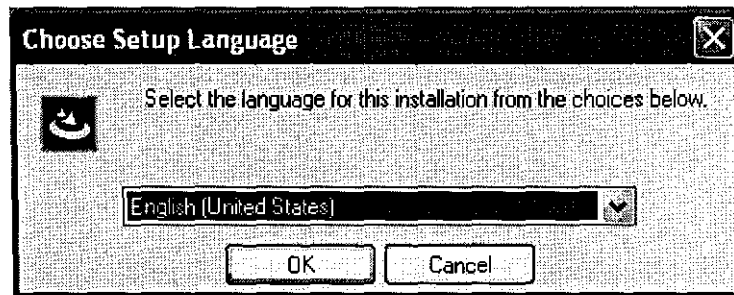 Choose Setup Language
Select the language for this installation from the choices below.
English (United States)
OK Cancel